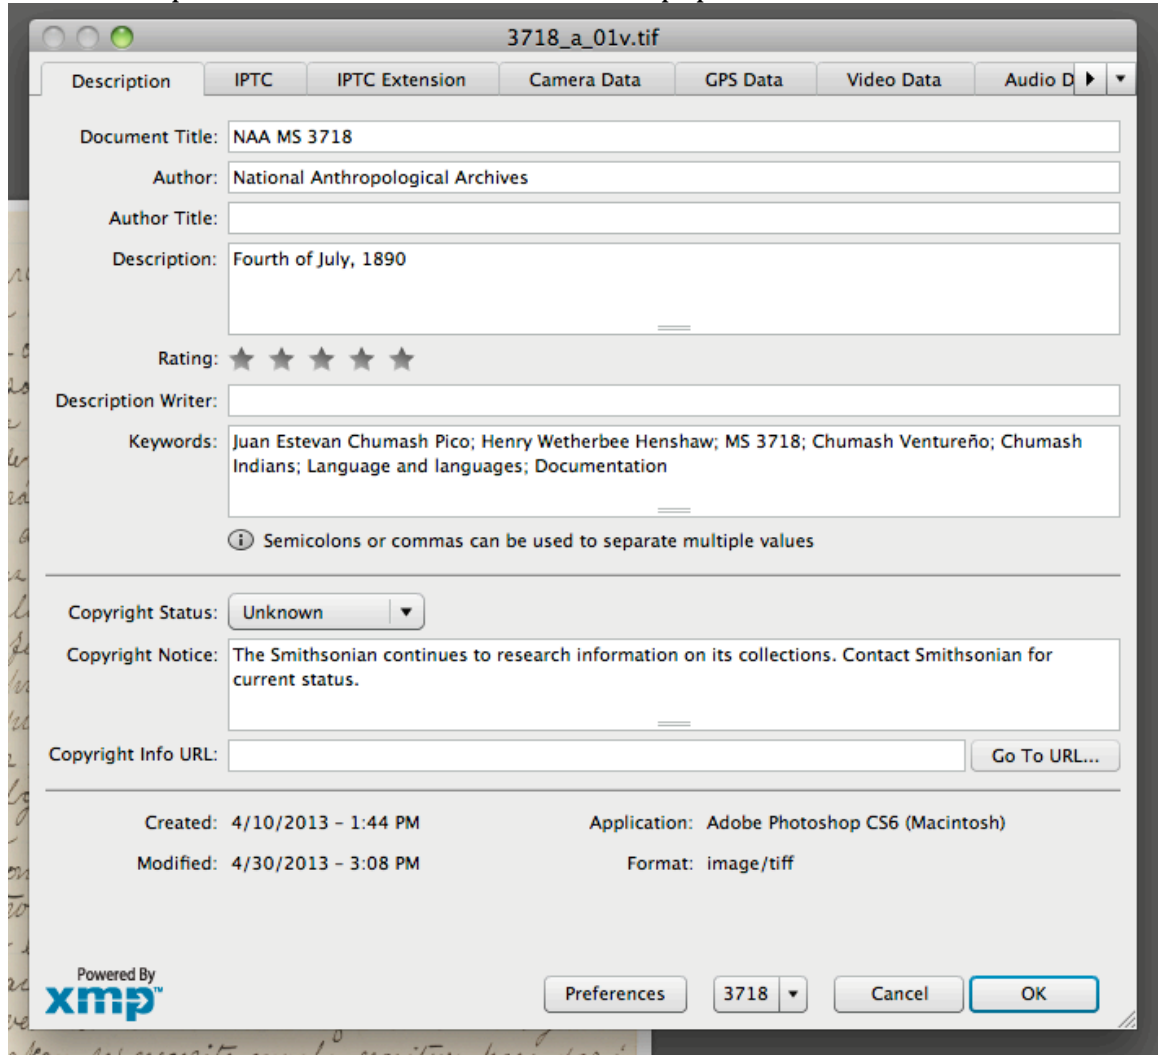 3718_a_01v.tif
Description IPTC IPTC Extension Camera Data GPS Data Video Data Audio D
Document Title: NAA MS 3718
Author: National Anthropological Archives
Author Title:
Description: Fourth of July, 1890
Rating:
Description Writer:
Keywords: Juan Estevan Chumash Pico; Henry Wetherbee Henshaw; MS 3718; Chumash Ventureño; Chumash
Indians; Language and languages; Documentation
Semicolons or commas can be used to separate multiple values
Copyright Status: Unknown
Copyright Notice: The Smithsonian continues to research information on its collections. Contact Smithsonian for
current status.
Copyright Info URL: Go To URL...
Created: 4/10/2013 - 1:44 PM Application: Adobe Photoshop CS6 (Macintosh)
Modified: 4/30/2013 - 3:08 PM Format: image/tiff
Powered By
xmp™
Preferences 3718 Cancel OK